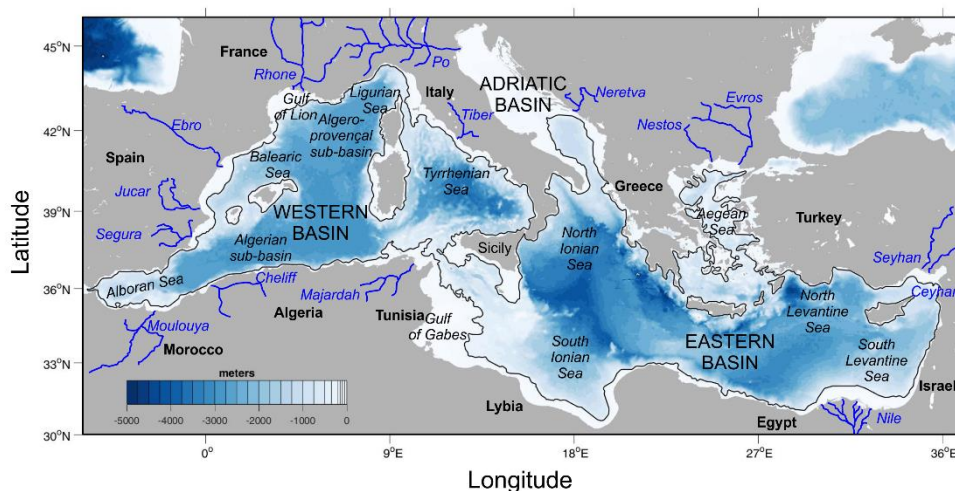 45°N
42°N
39°N
36°N
33°N
30°N
Latitude
0°
9°E
18°E
27°E
36°E
Longitude
France
Rhone
Po
Gulf
of Lion
Ligurian
Sea
Italy
Tiber
ADRIATIC
BASIN
Neretva
Evros
Nestos
Ebro
Spain
Algero-
provençal
sub-basin
Balearic
Sea
Jucar
Segura
Tyrrhenian
Sea
WESTERN
BASIN
Algerian
sub-basin
Greece
Aegean
Sea
Turkey
Seyhan
Ceyhan
Sicily
North
Ionian
Sea
Alboran Sea
Cheliff
Algeria
Majardah
Tunisia
Gulf
of Gabes
Moulouya
Morocco
North
Levantine
Sea
EASTERN
BASIN
South
Ionian
Sea
South
Levantine
Sea
Israel
Lybia
Egypt
Nile
meters
-5000 -4000 -3000 -2000 -1000 0